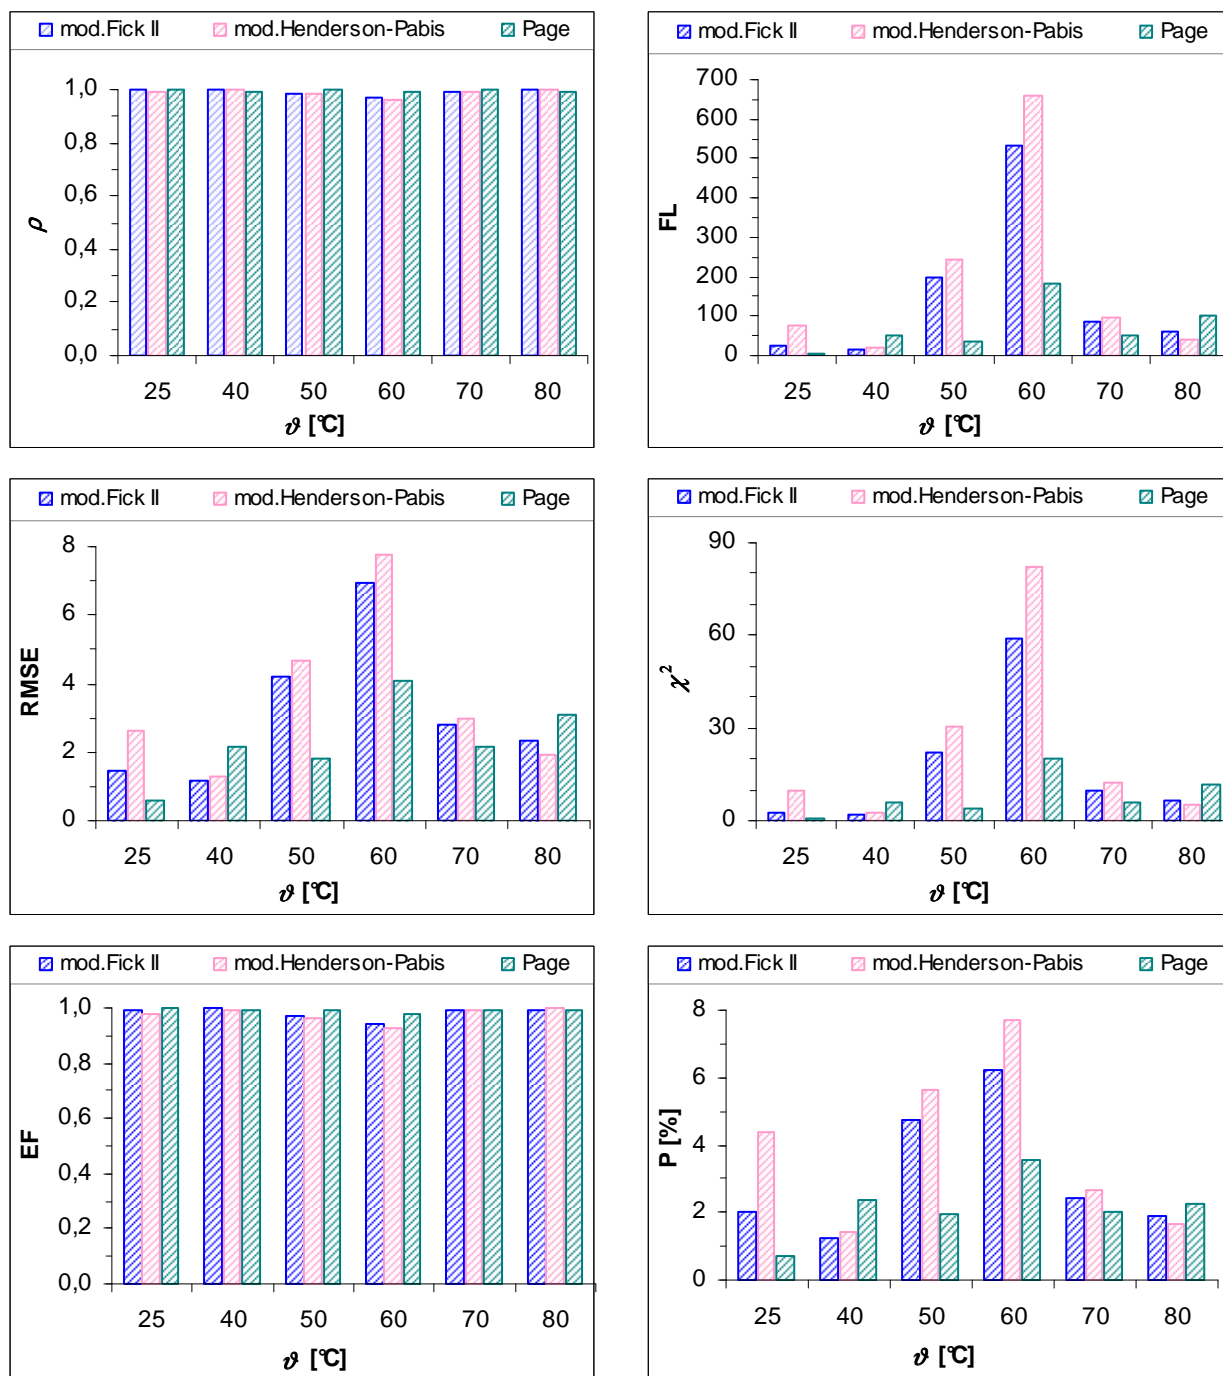 mod.Fick II mod.Henderson-Pabis Page
1,0
0,8
0,6
0,4
0,2
0,0
ρ
25 40 50 60 70 80
ϑ [°C]
mod.Fick II mod.Henderson-Pabis Page
700
600
500
400
300
200
100
0
FL
25 40 50 60 70 80
ϑ [°C]
mod.Fick II mod.Henderson-Pabis Page
8
6
4
2
0
RMSE
25 40 50 60 70 80
ϑ [°C]
mod.Fick II mod.Henderson-Pabis Page
90
60
30
0
χ²
25 40 50 60 70 80
ϑ [°C]
mod.Fick II mod.Henderson-Pabis Page
1,0
0,8
0,6
0,4
0,2
0,0
EF
25 40 50 60 70 80
ϑ [°C]
mod.Fick II mod.Henderson-Pabis Page
8
6
4
2
0
P [%]
25 40 50 60 70 80
ϑ [°C]